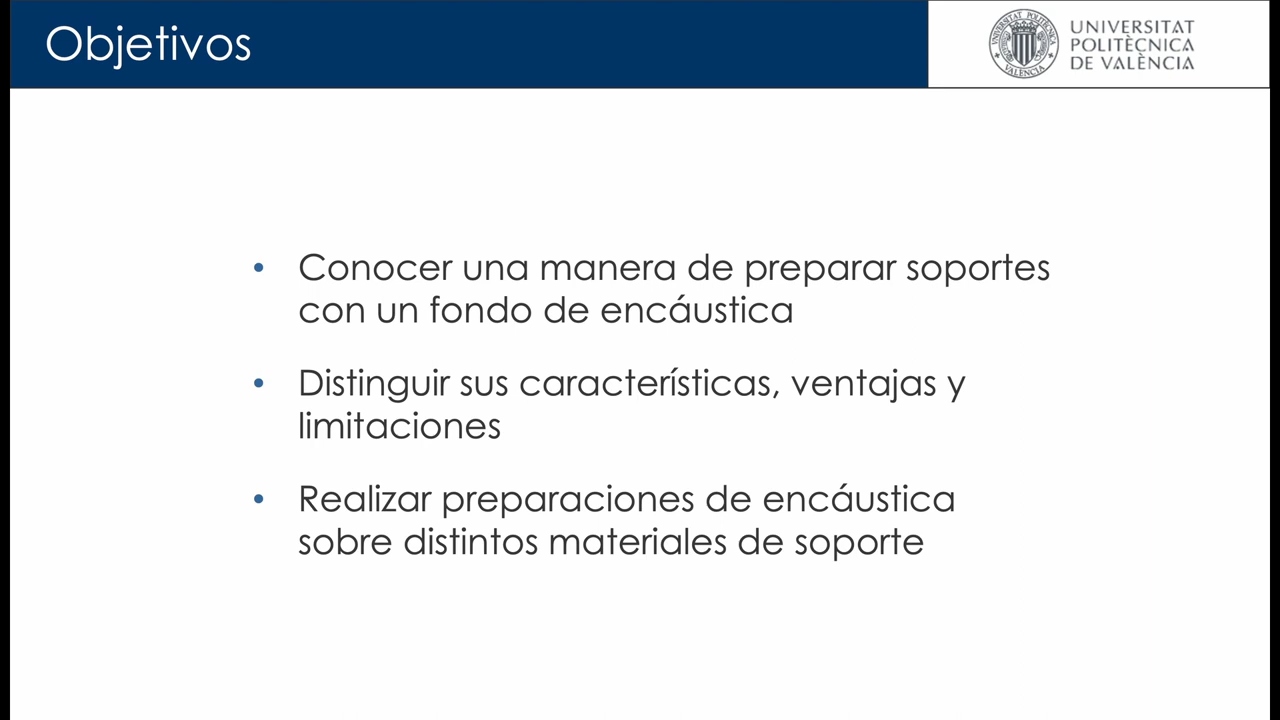 Objetivos
UNIVERSITAT
POLITÈCNICA
DE VALÈNCIA
• Conocer una manera de preparar soportes
con un fondo de encáustica
• Distinguir sus características, ventajas y
limitaciones
• Realizar preparaciones de encáustica
sobre distintos materiales de soporte